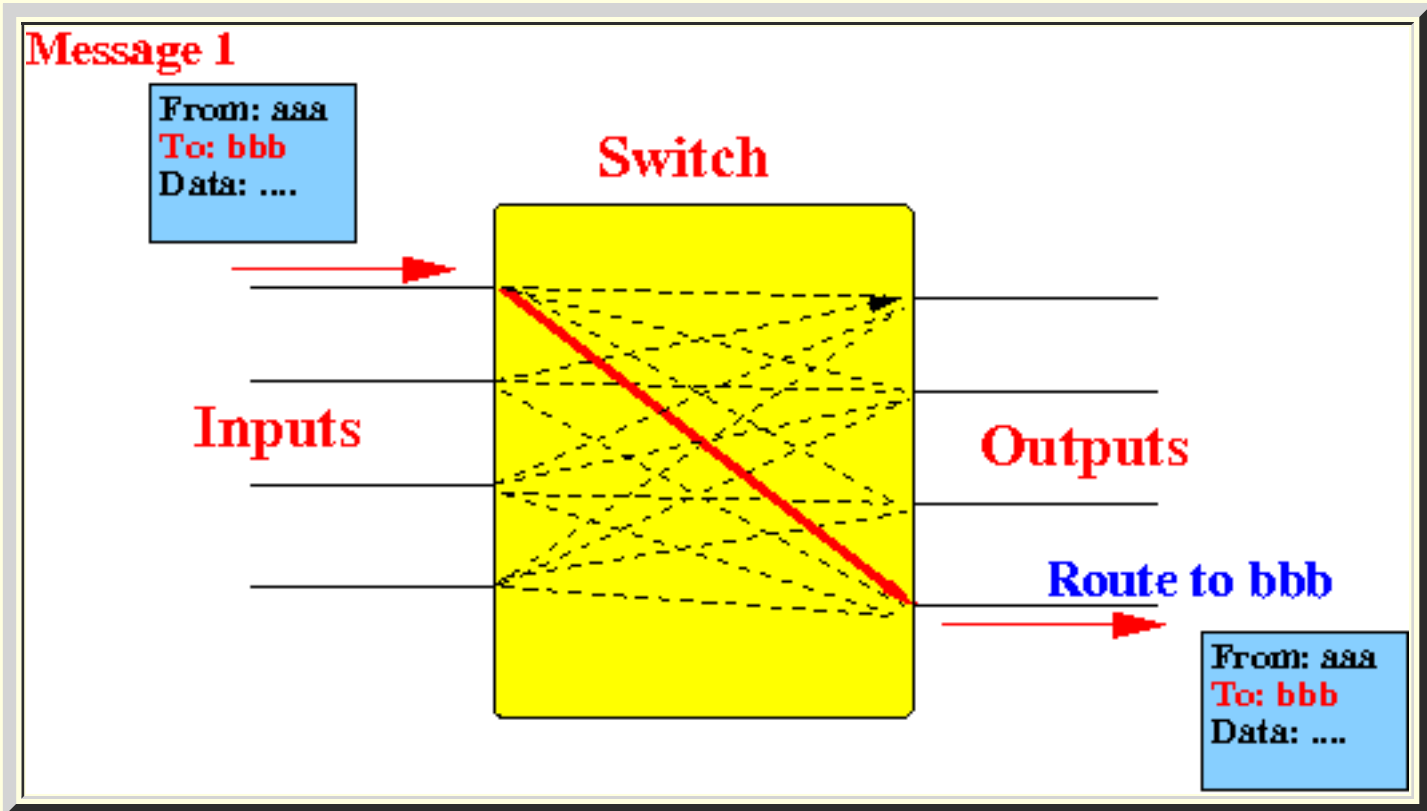 Message 1
From: aaa
To: bbb
Data: ....
Switch
Inputs
Outputs
Route to bbb
From: aaa
To: bbb
Data: ....